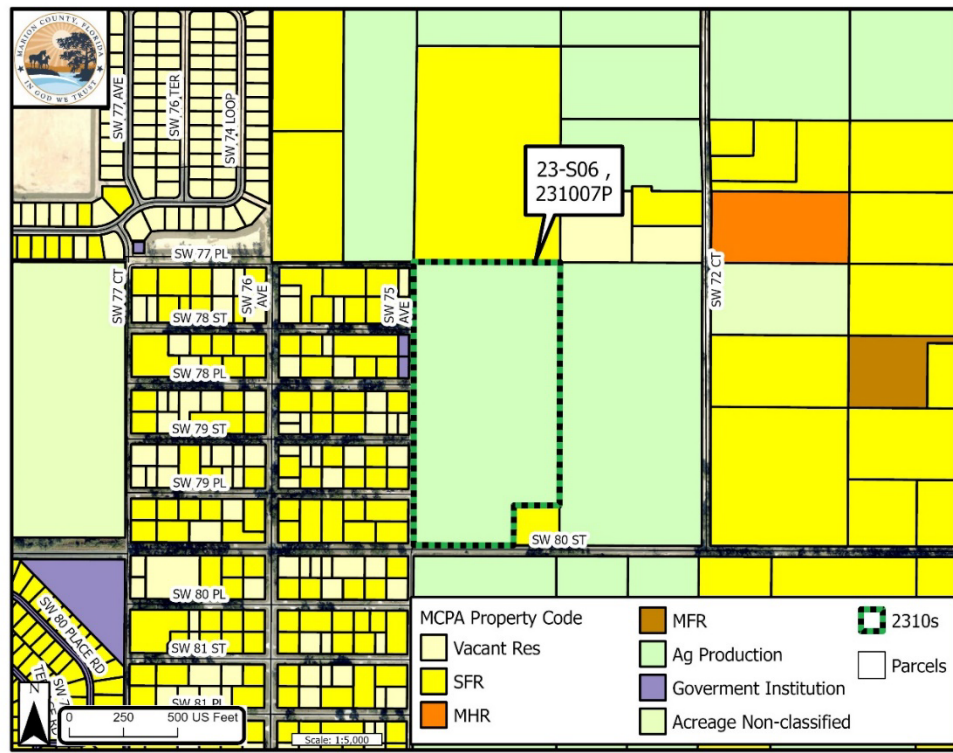 MARION COUNTY, FLORIDA
IN GOD WE TRUST
SW 77 AVE
SW 76 TER
SW 74 LOOP
23-S06 ,
231007P
SW 77 PL
SW 77 CT
SW 76
AVE
SW 75
AVE
SW 72 CT
SW 78 ST
SW 78 PL
SW 79 ST
SW 79 PL
SW 80 ST
SW 80 PL
SW 80 PLACE RD
SW 81 ST
SW 81 PL
MCPA Property Code
Vacant Res
SFR
MHR
MFR
Ag Production
Goverment Institution
Acreage Non-classified
2310s
Parcels
N
0 250 500 US Feet
Scale: 1:5,000